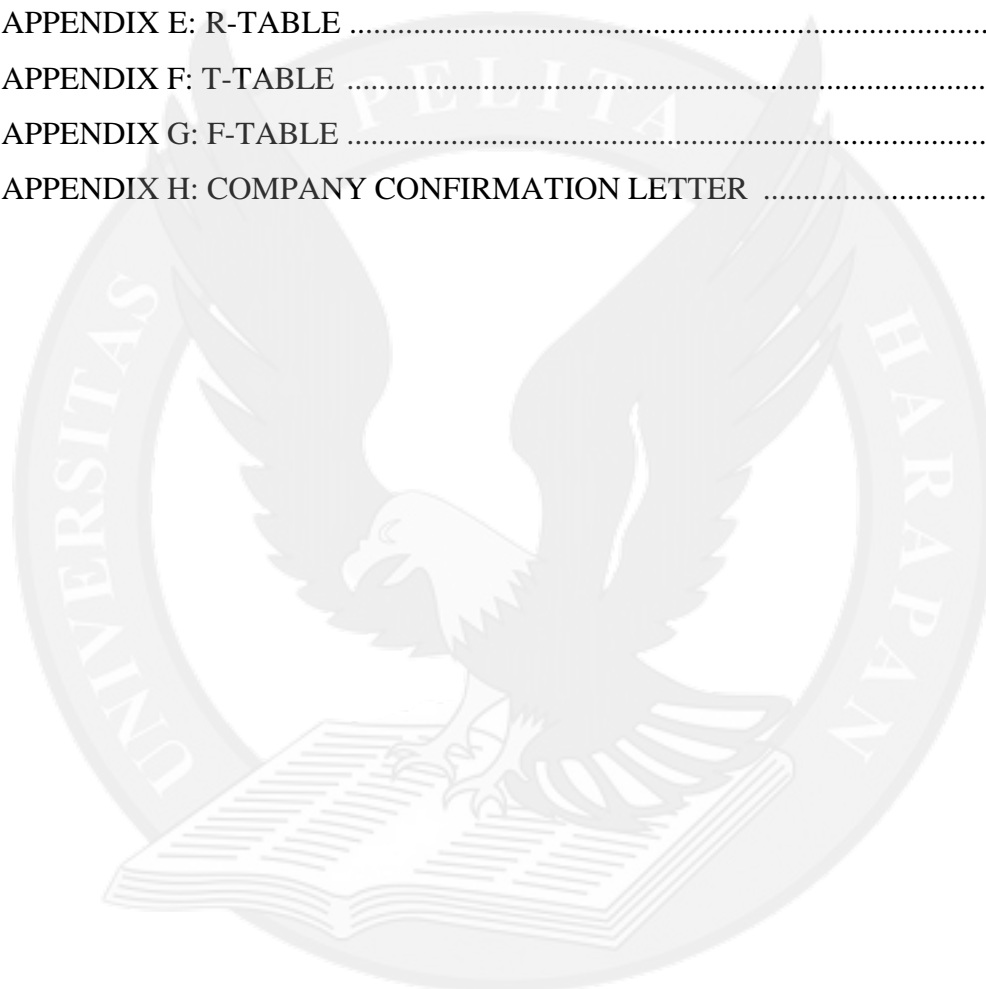 APPENDIX E: R-TABLE ..........................................................................
APPENDIX F: T-TABLE ..........................................................................
APPENDIX G: F-TABLE ..........................................................................
APPENDIX H: COMPANY CONFIRMATION LETTER ..........................
UNIVERSITAS PELITA HARAPAN